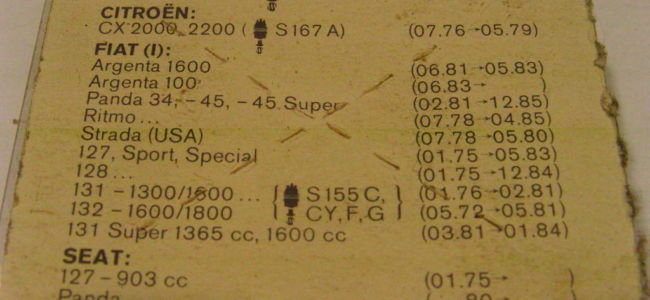 CITROËN:
CX 2000, 2200 ( S167A) (07.76 → 05.79)
FIAT (I):
Argenta 1600 (06.81 → 05.83)
Argenta 100 (06.83 → )
Panda 34, – 45, – 45 Super (02.81 → 12.85)
Ritmo ... (07.78 → 04.85)
Strada (USA) (07.78 → 05.80)
127, Sport, Special (01.75 → 05.83)
128 ... (01.75 → 12.84)
131 – 1300/1600 ... { S155C, } (01.76 → 02.81)
132 – 1600/1800 { CY, F, G } (05.72 → 05.81)
131 Super 1365 cc, 1600 cc (03.81 → 01.84)
SEAT:
127 – 903 cc (01.75 → )
Panda 80 →